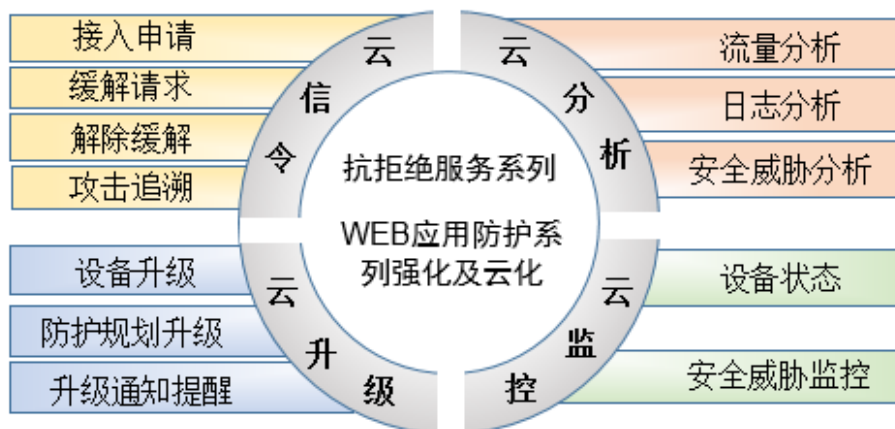 接入申请
缓解请求
解除缓解
攻击追溯
云信令
云分析
流量分析
日志分析
安全威胁分析
抗拒绝服务系列
WEB应用防护系
列强化及云化
设备升级
防护规划升级
升级通知提醒
云升级
云监控
设备状态
安全威胁监控